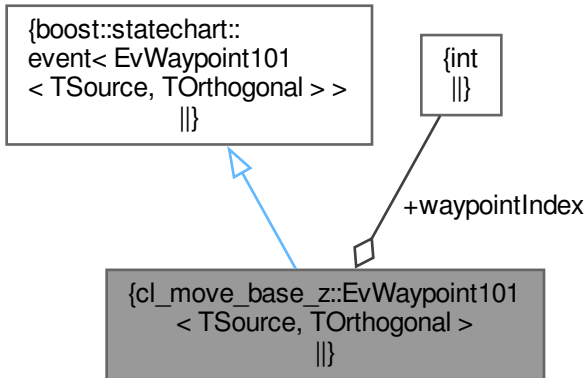 {boost::statechart::
event< EvWaypoint101
< TSource, TOrthogonal > >
||}
{int
||}
+waypointIndex
{cl_move_base_z::EvWaypoint101
< TSource, TOrthogonal >
||}